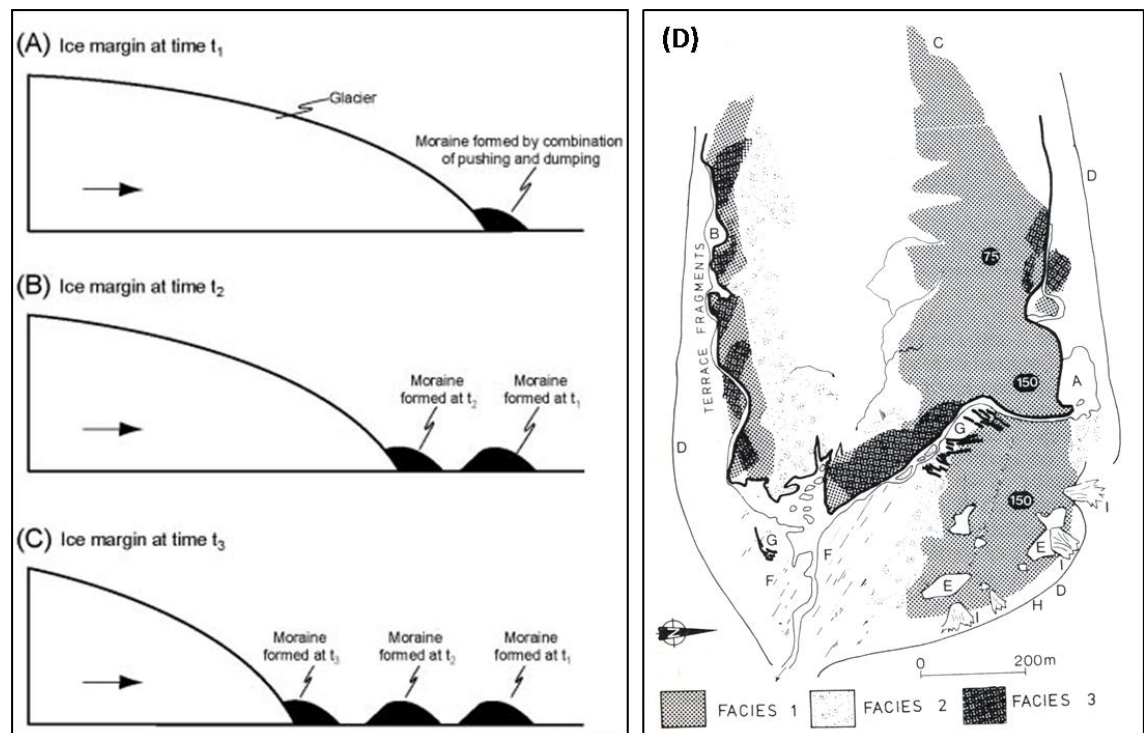 (A) Ice margin at time t₁
Glacier
Moraine formed by combination
of pushing and dumping
(B) Ice margin at time t₂
Moraine
formed at t₂
Moraine
formed at t₁
(C) Ice margin at time t₃
Moraine
formed at t₃
Moraine
formed at t₂
Moraine
formed at t₁
(D)
C
D
B
TERRACE FRAGMENTS
75
A
150
G
D
150
I
G
F
F
E
I
E
D
H
I
N
0 200m
FACIES 1 FACIES 2 FACIES 3